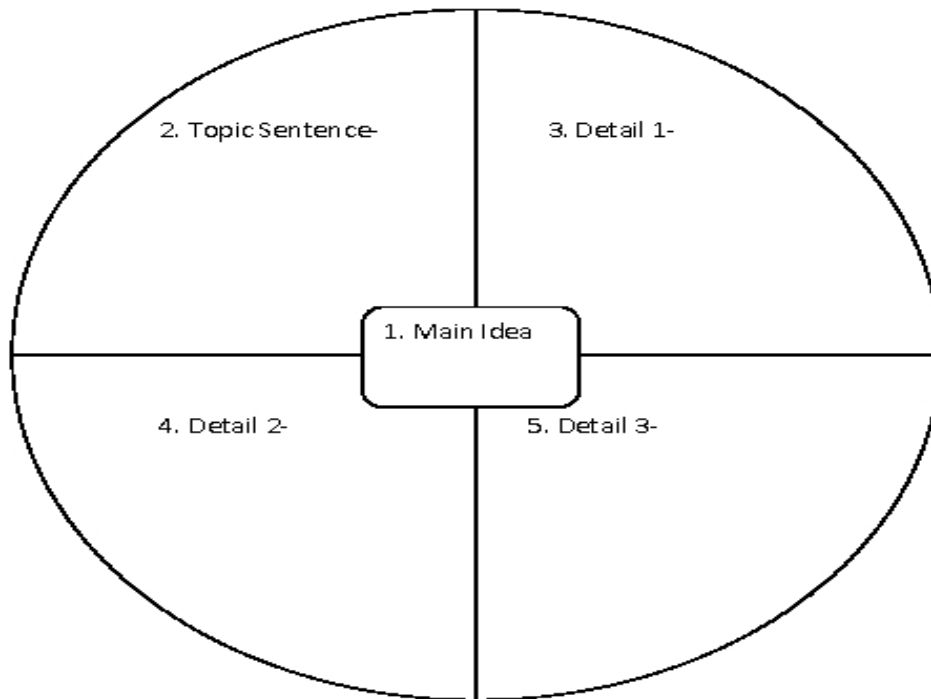 2. Topic Sentence-
3. Detail 1-
1. Main Idea
4. Detail 2-
5. Detail 3-